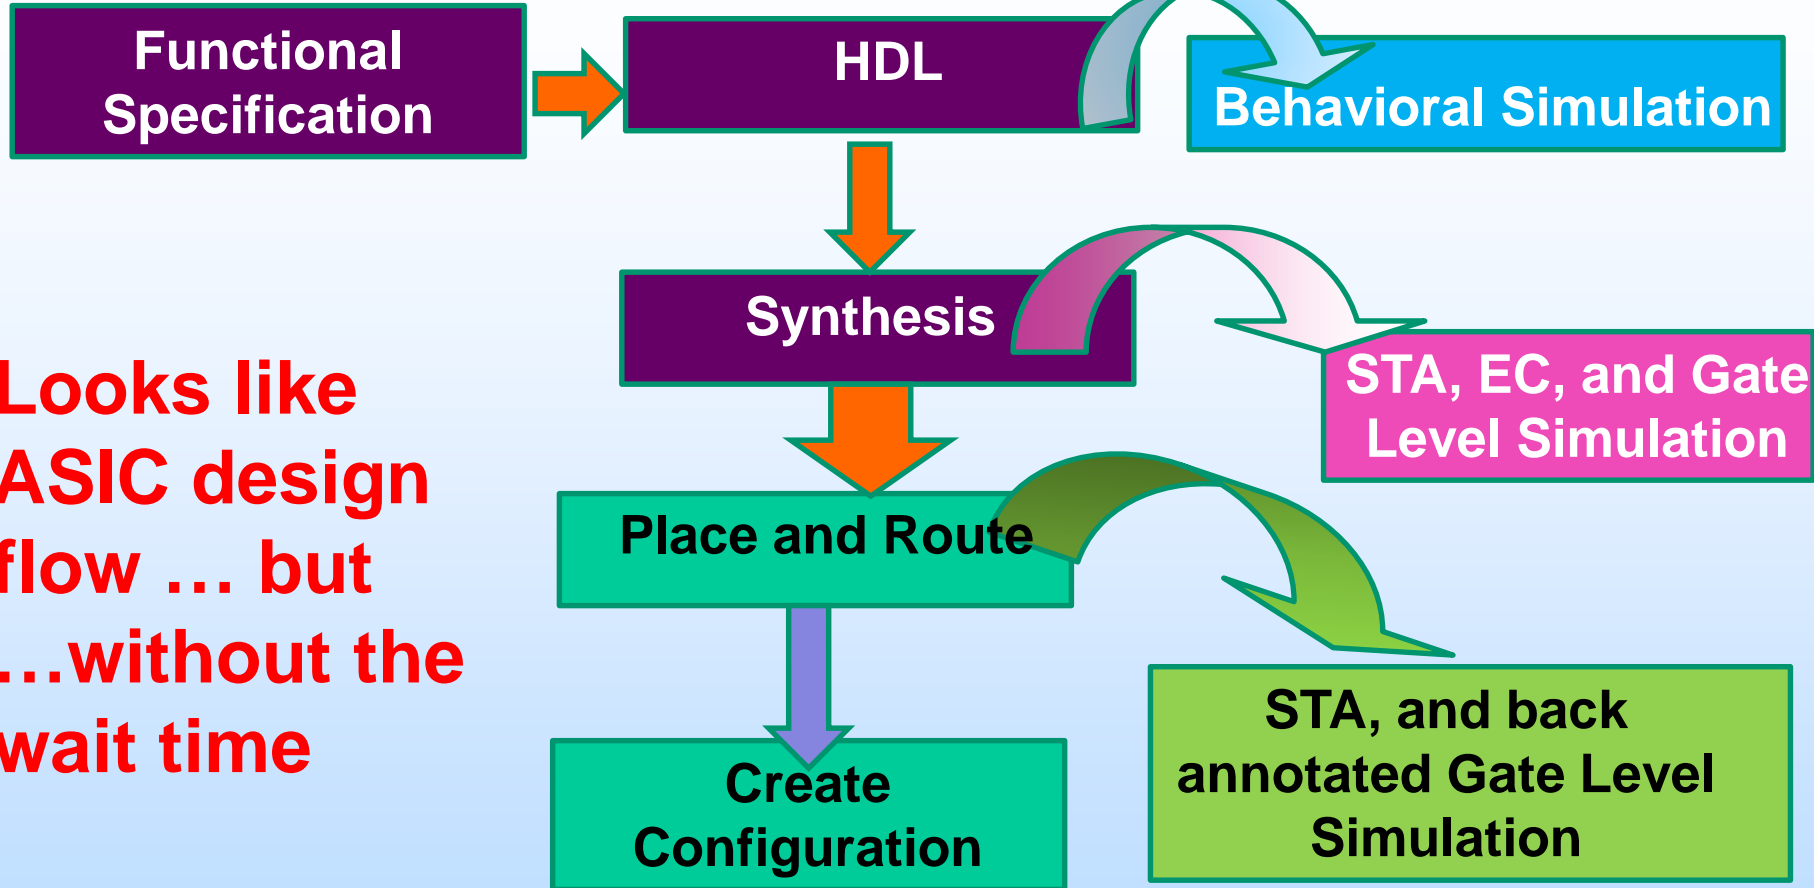 Functional
Specification
HDL
Behavioral Simulation
Synthesis
STA, EC, and Gate
Level Simulation
Looks like
ASIC design
flow … but
…without the
wait time
Place and Route
STA, and back
annotated Gate Level
Simulation
Create
Configuration